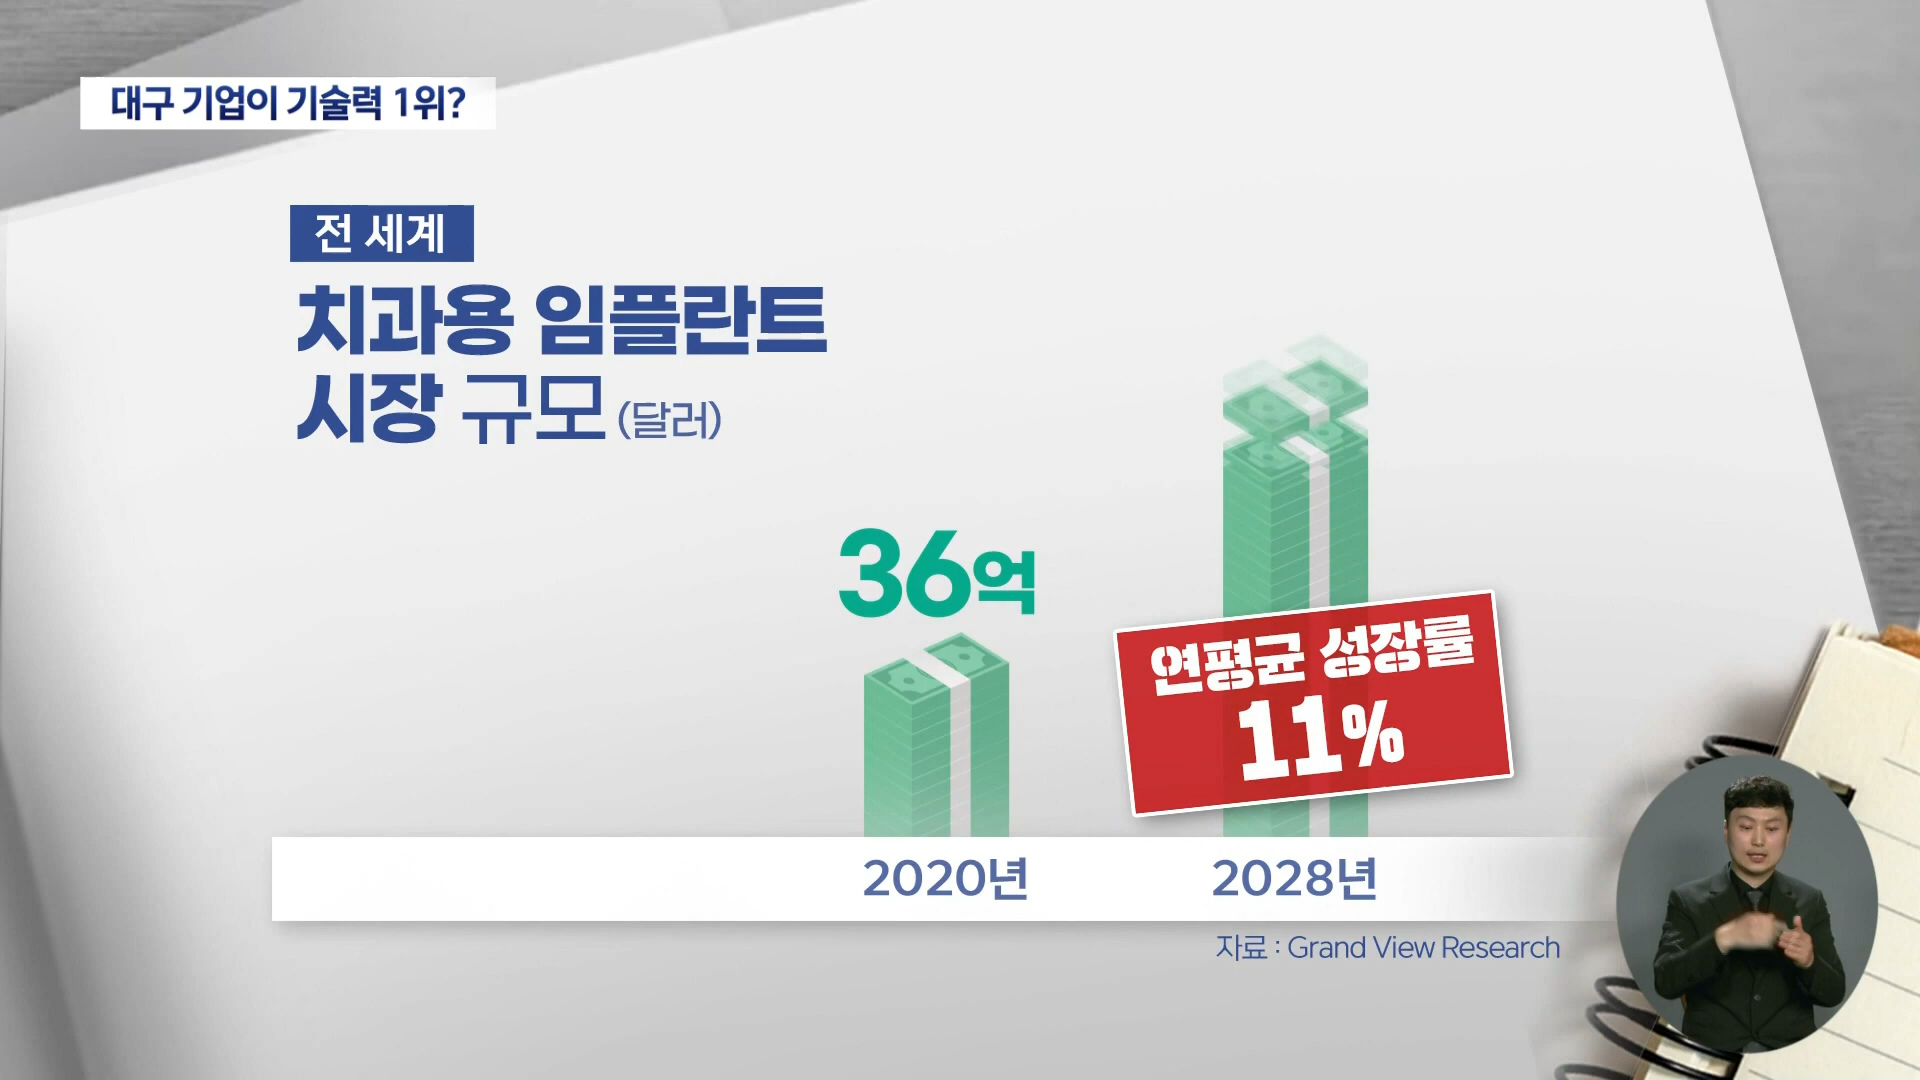 대구 기업이 기술력 1위?
전 세계
치과용 임플란트
시장 규모 (달러)
36억
연평균 성장률
11%
2020년
2028년
자료 : Grand View Research